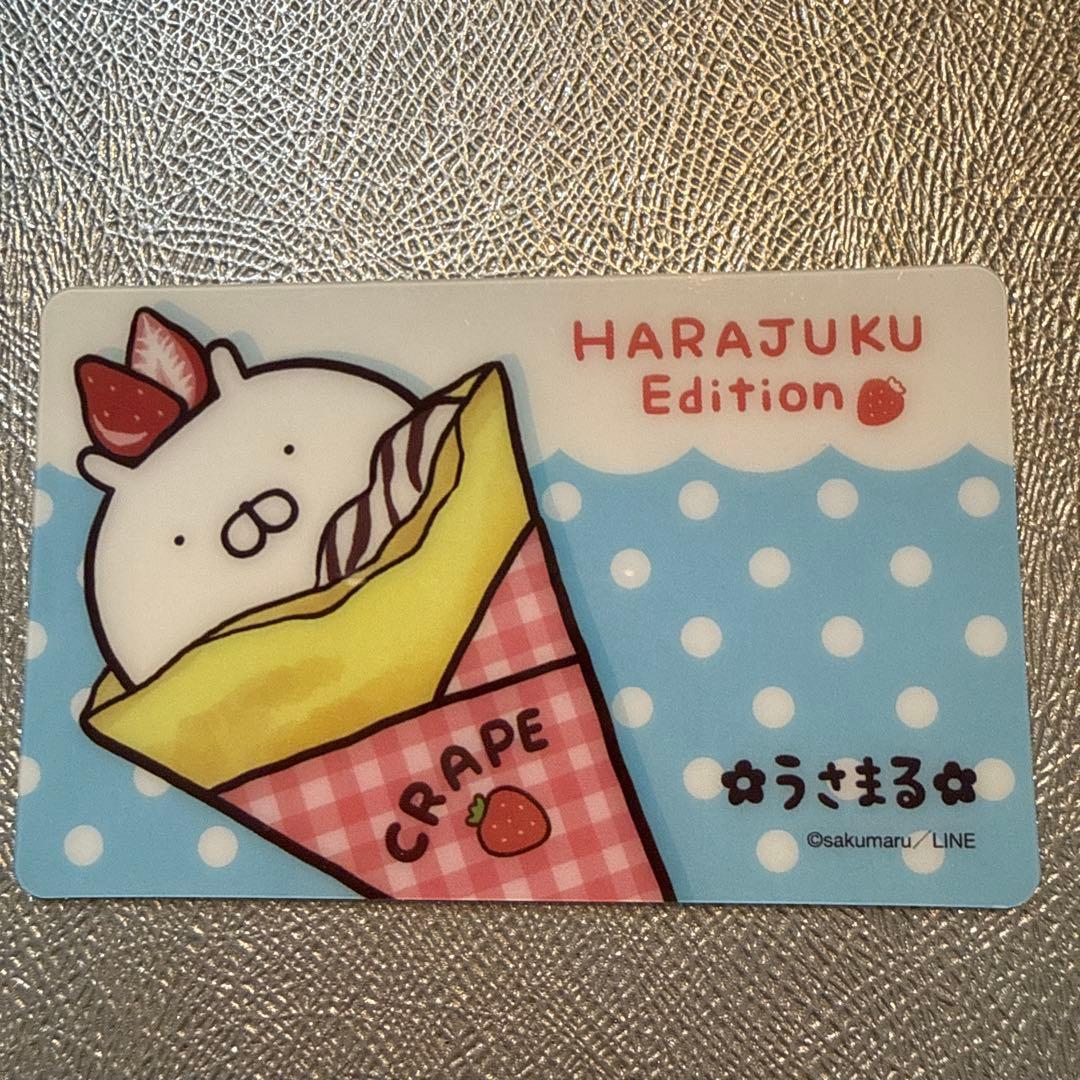 HARAJUKU
Edition
CRAPE
✿うさまる✿
©sakumaru／LINE